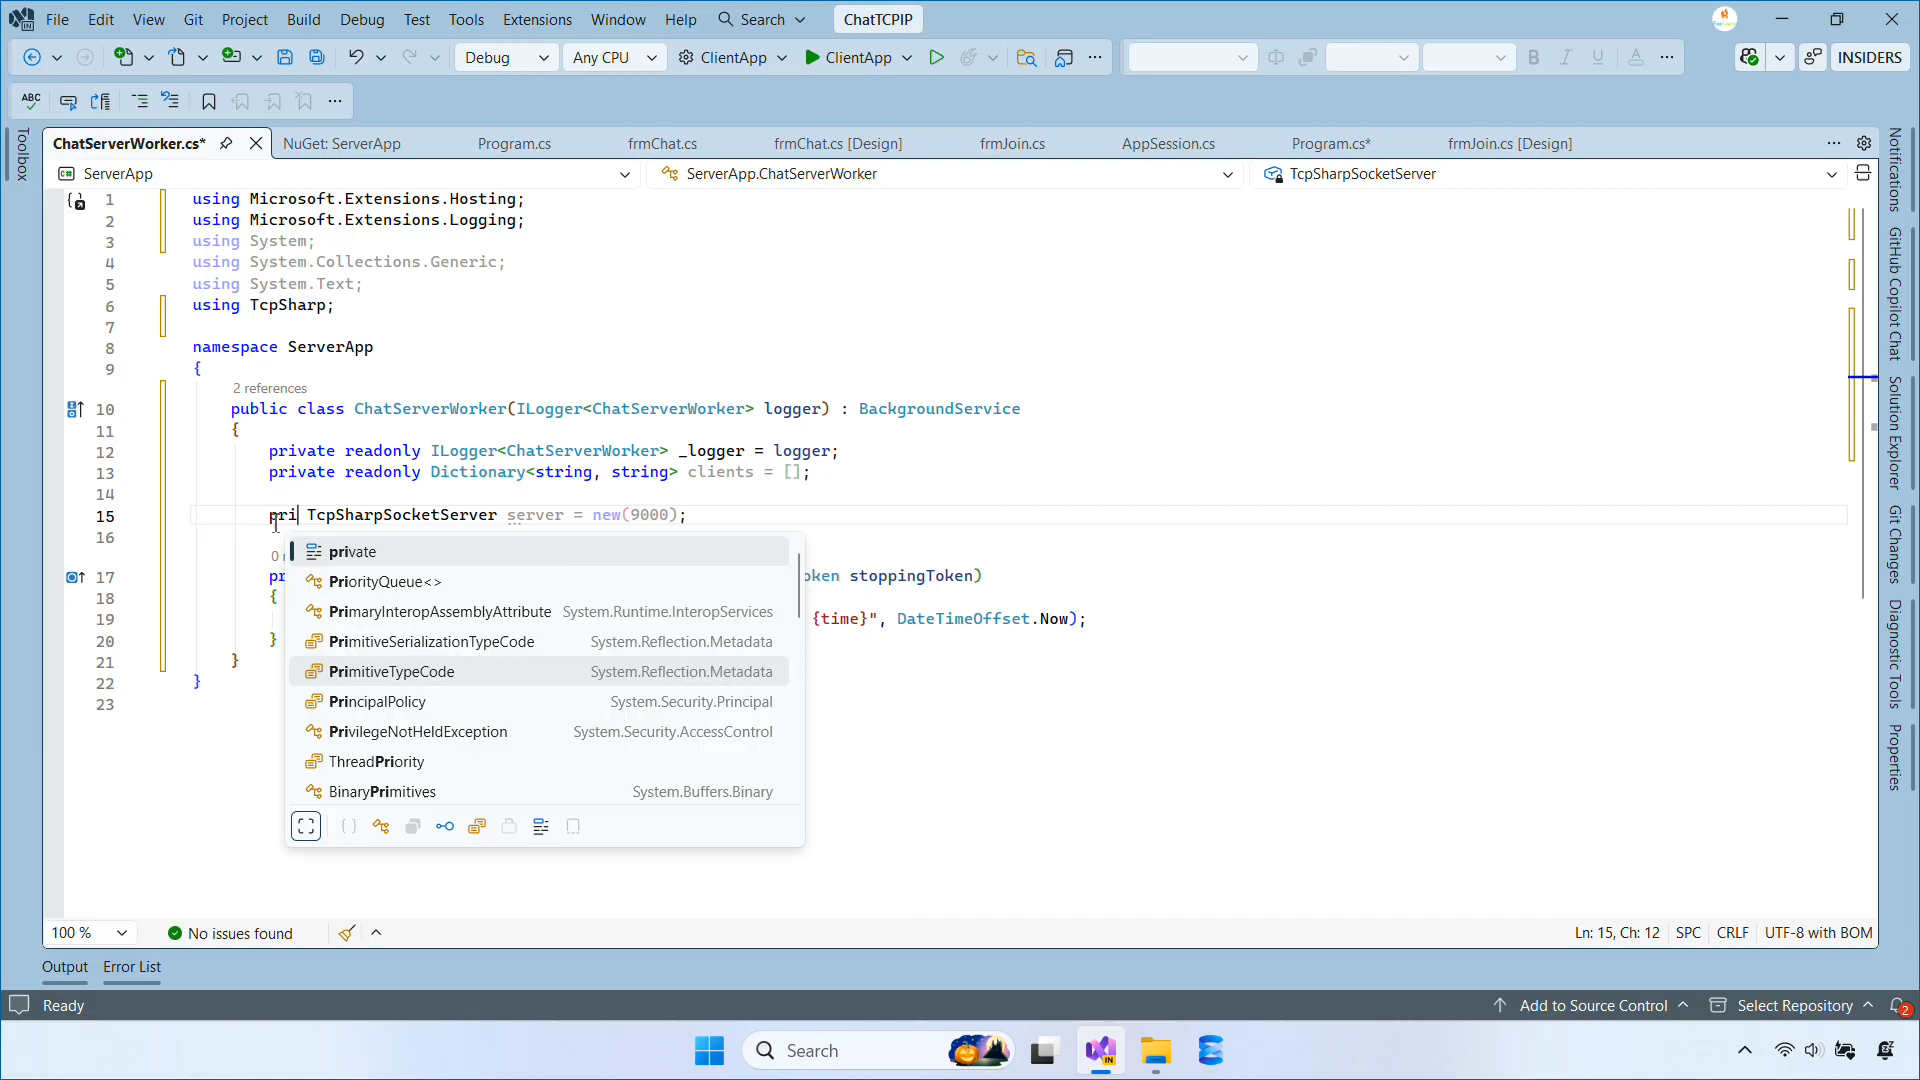 File Edit View Git Project Build Debug Test Tools Extensions Window Help Search ChatTCPIP
Debug Any CPU ClientApp ClientApp INSIDERS
ABC
ChatServerWorker.cs* NuGet: ServerApp Program.cs frmChat.cs frmChat.cs [Design] frmJoin.cs AppSession.cs Program.cs* frmJoin.cs [Design]
ServerApp ServerApp.ChatServerWorker TcpSharpSocketServer
1 using Microsoft.Extensions.Hosting;
2 using Microsoft.Extensions.Logging;
3 using System;
4 using System.Collections.Generic;
5 using System.Text;
6 using TcpSharp;
7
8 namespace ServerApp
9 {
2 references
10 public class ChatServerWorker(ILogger<ChatServerWorker> logger) : BackgroundService
11 {
12 private readonly ILogger<ChatServerWorker> _logger = logger;
13 private readonly Dictionary<string, string> clients = [];
14
15 pri TcpSharpSocketServer server = new(9000);
16
0
17 pr oken stoppingToken)
18 {
19 {time}", DateTimeOffset.Now);
20 }
21 }
22 }
23
private
PriorityQueue<>
PrimaryInteropAssemblyAttribute System.Runtime.InteropServices
PrimitiveSerializationTypeCode System.Reflection.Metadata
PrimitiveTypeCode System.Reflection.Metadata
PrincipalPolicy System.Security.Principal
PrivilegeNotHeldException System.Security.AccessControl
ThreadPriority
BinaryPrimitives System.Buffers.Binary
Toolbox
Notifications
GitHub Copilot Chat
Solution Explorer
Git Changes
Diagnostic Tools
Properties
100 % No issues found Ln: 15, Ch: 12 SPC CRLF UTF-8 with BOM
Output Error List
Ready Add to Source Control Select Repository 2
Search